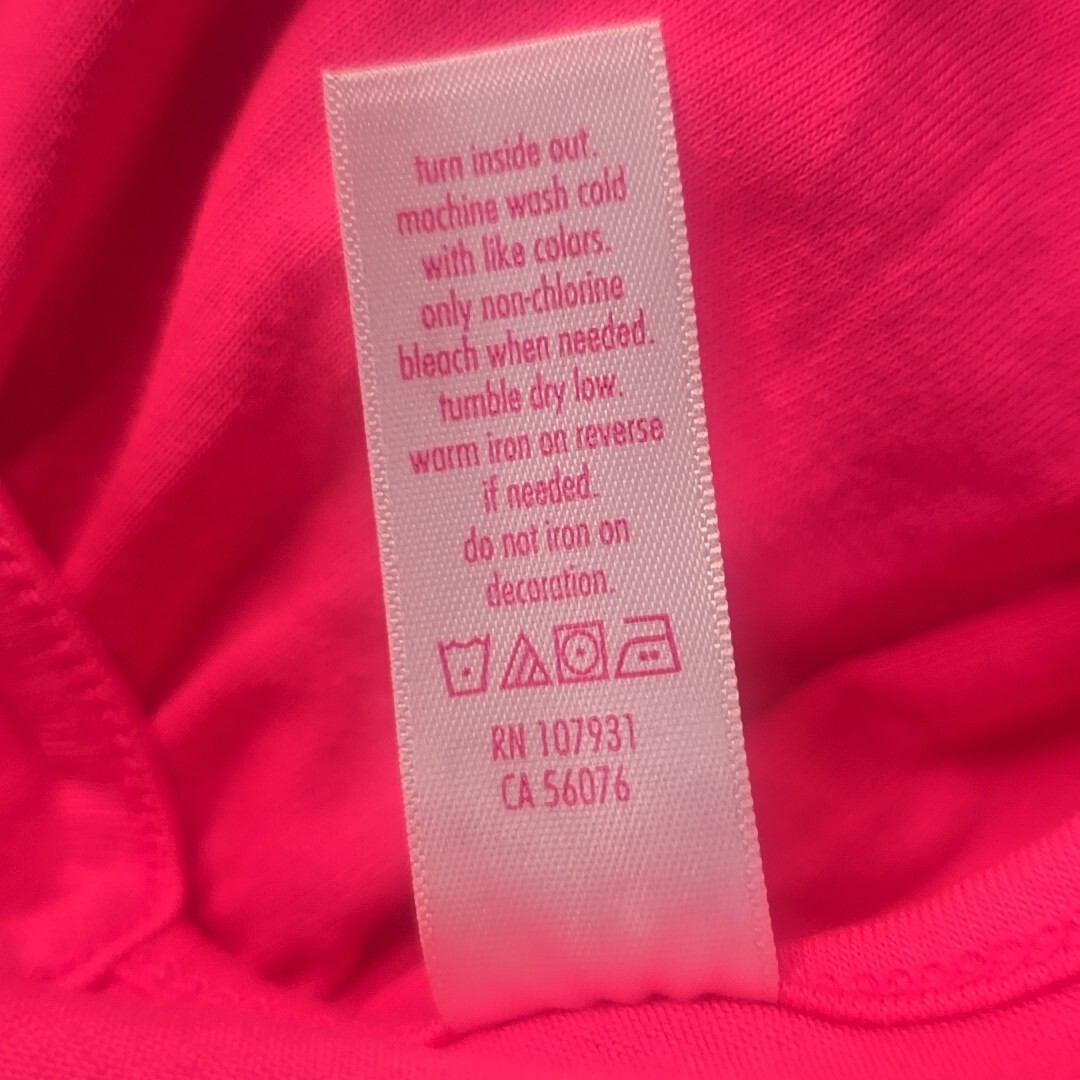 turn inside out.
machine wash cold
with like colors.
only non-chlorine
bleach when needed.
tumble dry low.
warm iron on reverse
if needed.
do not iron on
decoration.
RN 107931
CA 56076